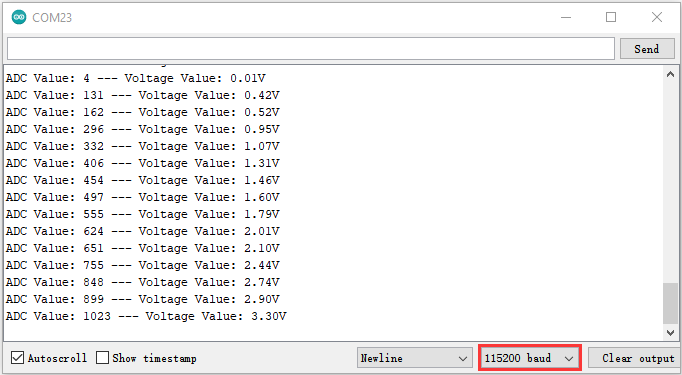 COM23
Send
ADC Value: 4 --- Voltage Value: 0.01V
ADC Value: 131 --- Voltage Value: 0.42V
ADC Value: 162 --- Voltage Value: 0.52V
ADC Value: 296 --- Voltage Value: 0.95V
ADC Value: 332 --- Voltage Value: 1.07V
ADC Value: 406 --- Voltage Value: 1.31V
ADC Value: 454 --- Voltage Value: 1.46V
ADC Value: 497 --- Voltage Value: 1.60V
ADC Value: 555 --- Voltage Value: 1.79V
ADC Value: 624 --- Voltage Value: 2.01V
ADC Value: 651 --- Voltage Value: 2.10V
ADC Value: 755 --- Voltage Value: 2.44V
ADC Value: 848 --- Voltage Value: 2.74V
ADC Value: 899 --- Voltage Value: 2.90V
ADC Value: 1023 --- Voltage Value: 3.30V
Autoscroll Show timestamp Newline 115200 baud Clear output